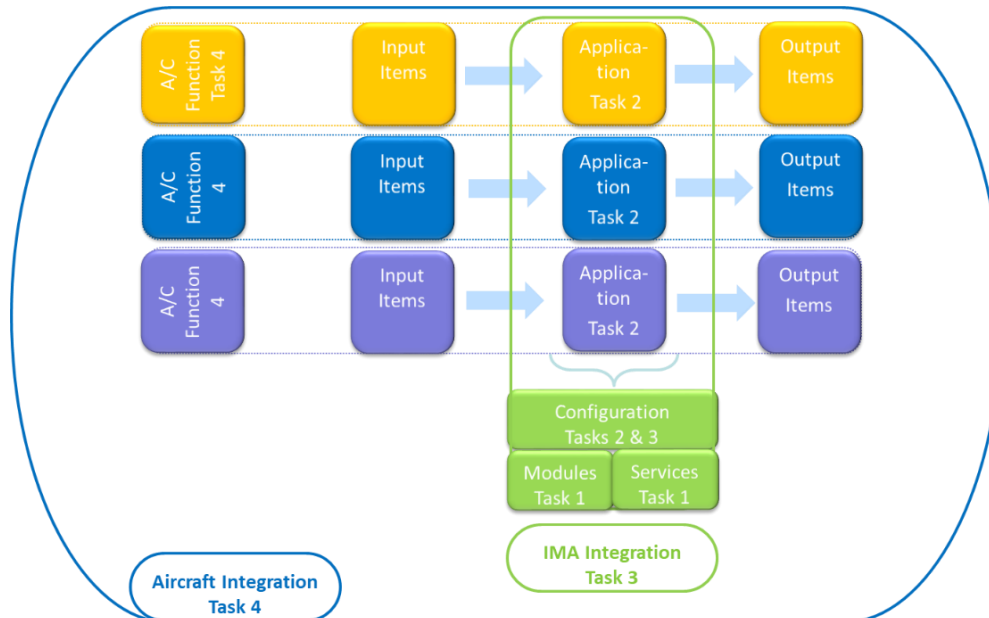 A/C
Function
Task 4
Input
Items
Applica-
tion
Task 2
Output
Items
A/C
Function
4
Input
Items
Applica-
tion
Task 2
Output
Items
A/C
Function
4
Input
Items
Applica-
tion
Task 2
Output
Items
Configuration
Tasks 2 & 3
Modules
Task 1
Services
Task 1
IMA Integration
Task 3
Aircraft Integration
Task 4